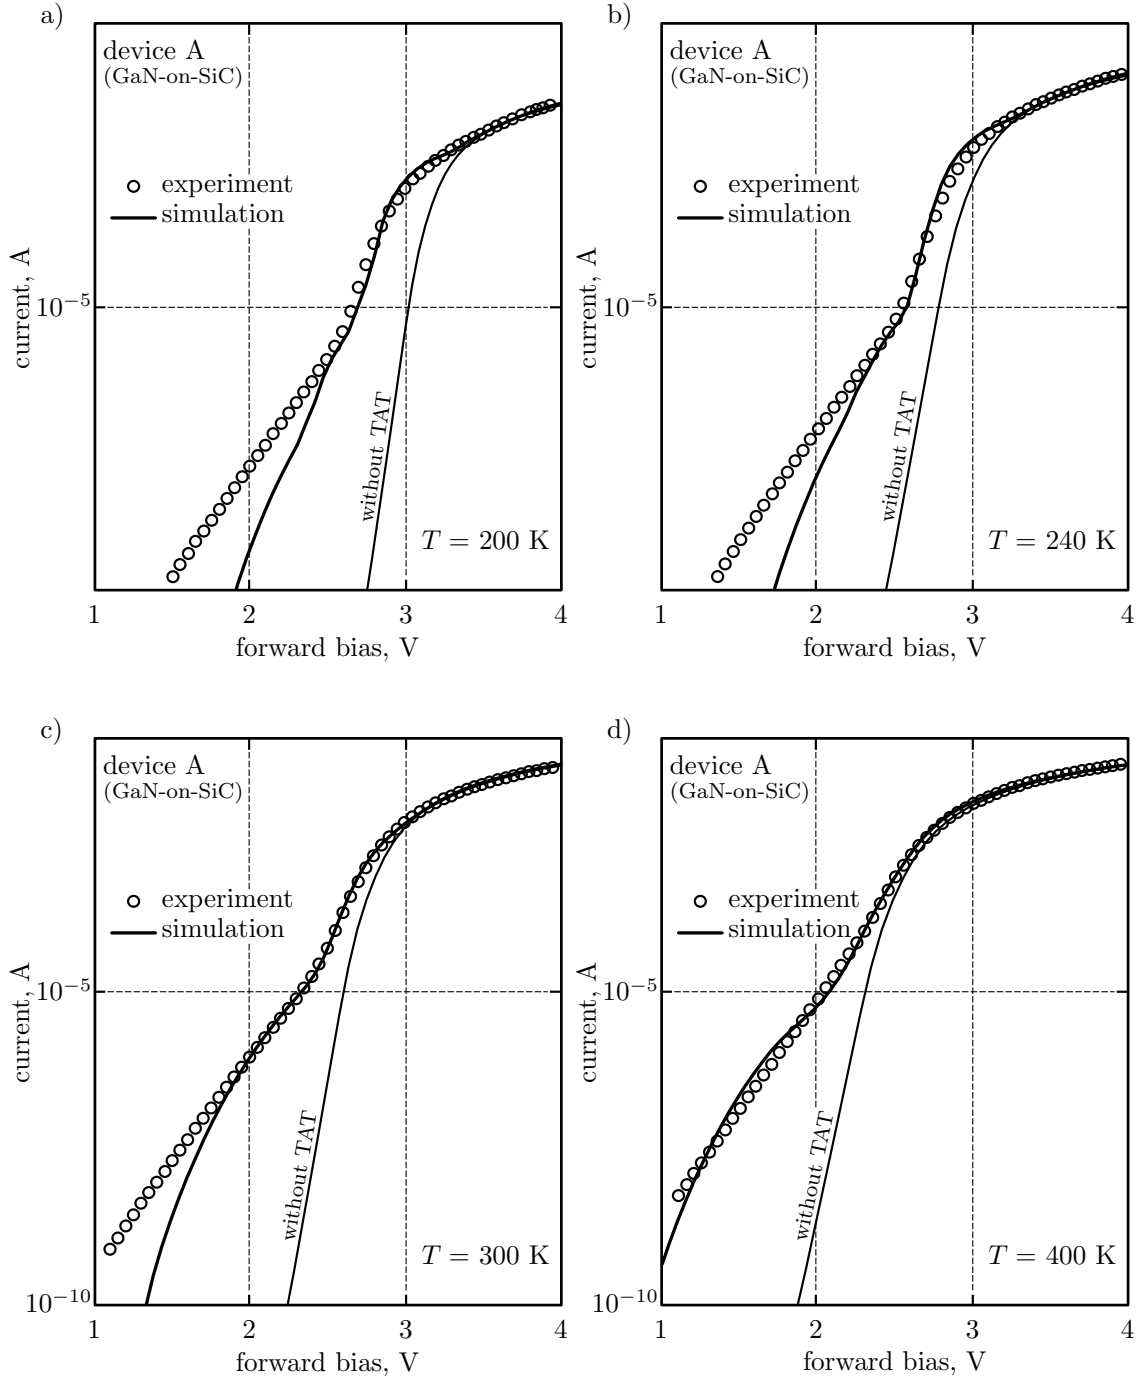 a)
device A
(GaN-on-SiC)
experiment
simulation
current, A
10−5
without TAT
T = 200 K
1 2 3 4
forward bias, V
b)
device A
(GaN-on-SiC)
experiment
simulation
current, A
10−5
without TAT
T = 240 K
1 2 3 4
forward bias, V
c)
device A
(GaN-on-SiC)
experiment
simulation
current, A
10−5
without TAT
T = 300 K
10−10
1 2 3 4
forward bias, V
d)
device A
(GaN-on-SiC)
experiment
simulation
current, A
10−5
without TAT
T = 400 K
10−10
1 2 3 4
forward bias, V